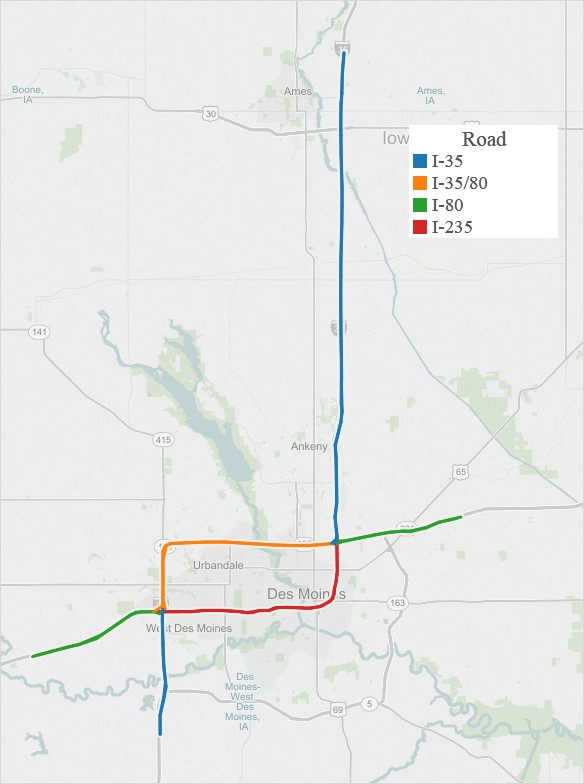 Boone,
IA
Ames
Ames,
IA
30
Iow
Road
I-35
I-35/80
I-80
I-235
141
415
Ankeny
65
Urbandale
Des Moines
163
West Des Moines
Des
Moines-
West
Des
Moines,
IA
69
5